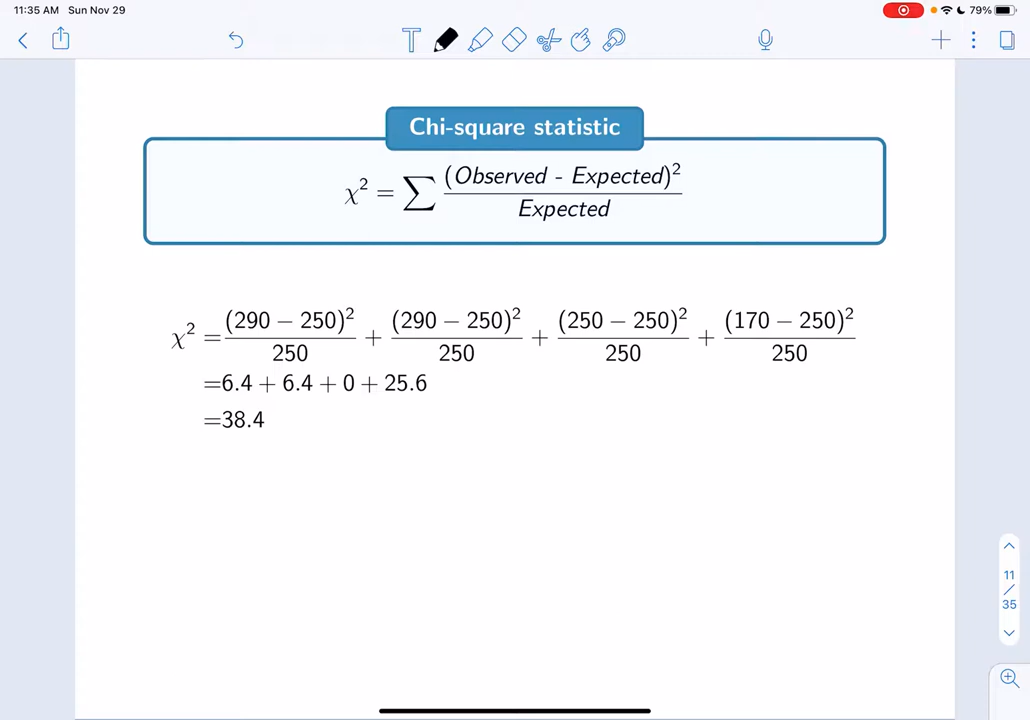 11:35 AM Sun Nov 29
79%
T
Chi-square statistic
χ² = ∑ (Observed - Expected)² / Expected
χ² = (290 − 250)² / 250 + (290 − 250)² / 250 + (250 − 250)² / 250 + (170 − 250)² / 250
=6.4 + 6.4 + 0 + 25.6
=38.4
11
/
35